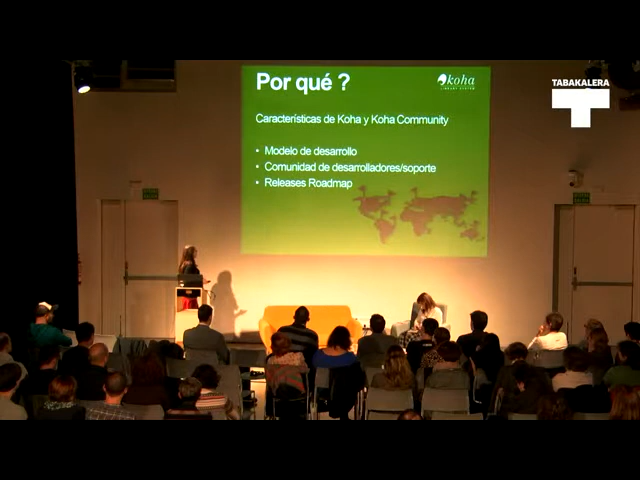 Por qué ?
koha
LIBRARY SYSTEM
TABAKALERA
T
Características de Koha y Koha Community
• Modelo de desarrollo
• Comunidad de desarrolladores/soporte
• Releases Roadmap